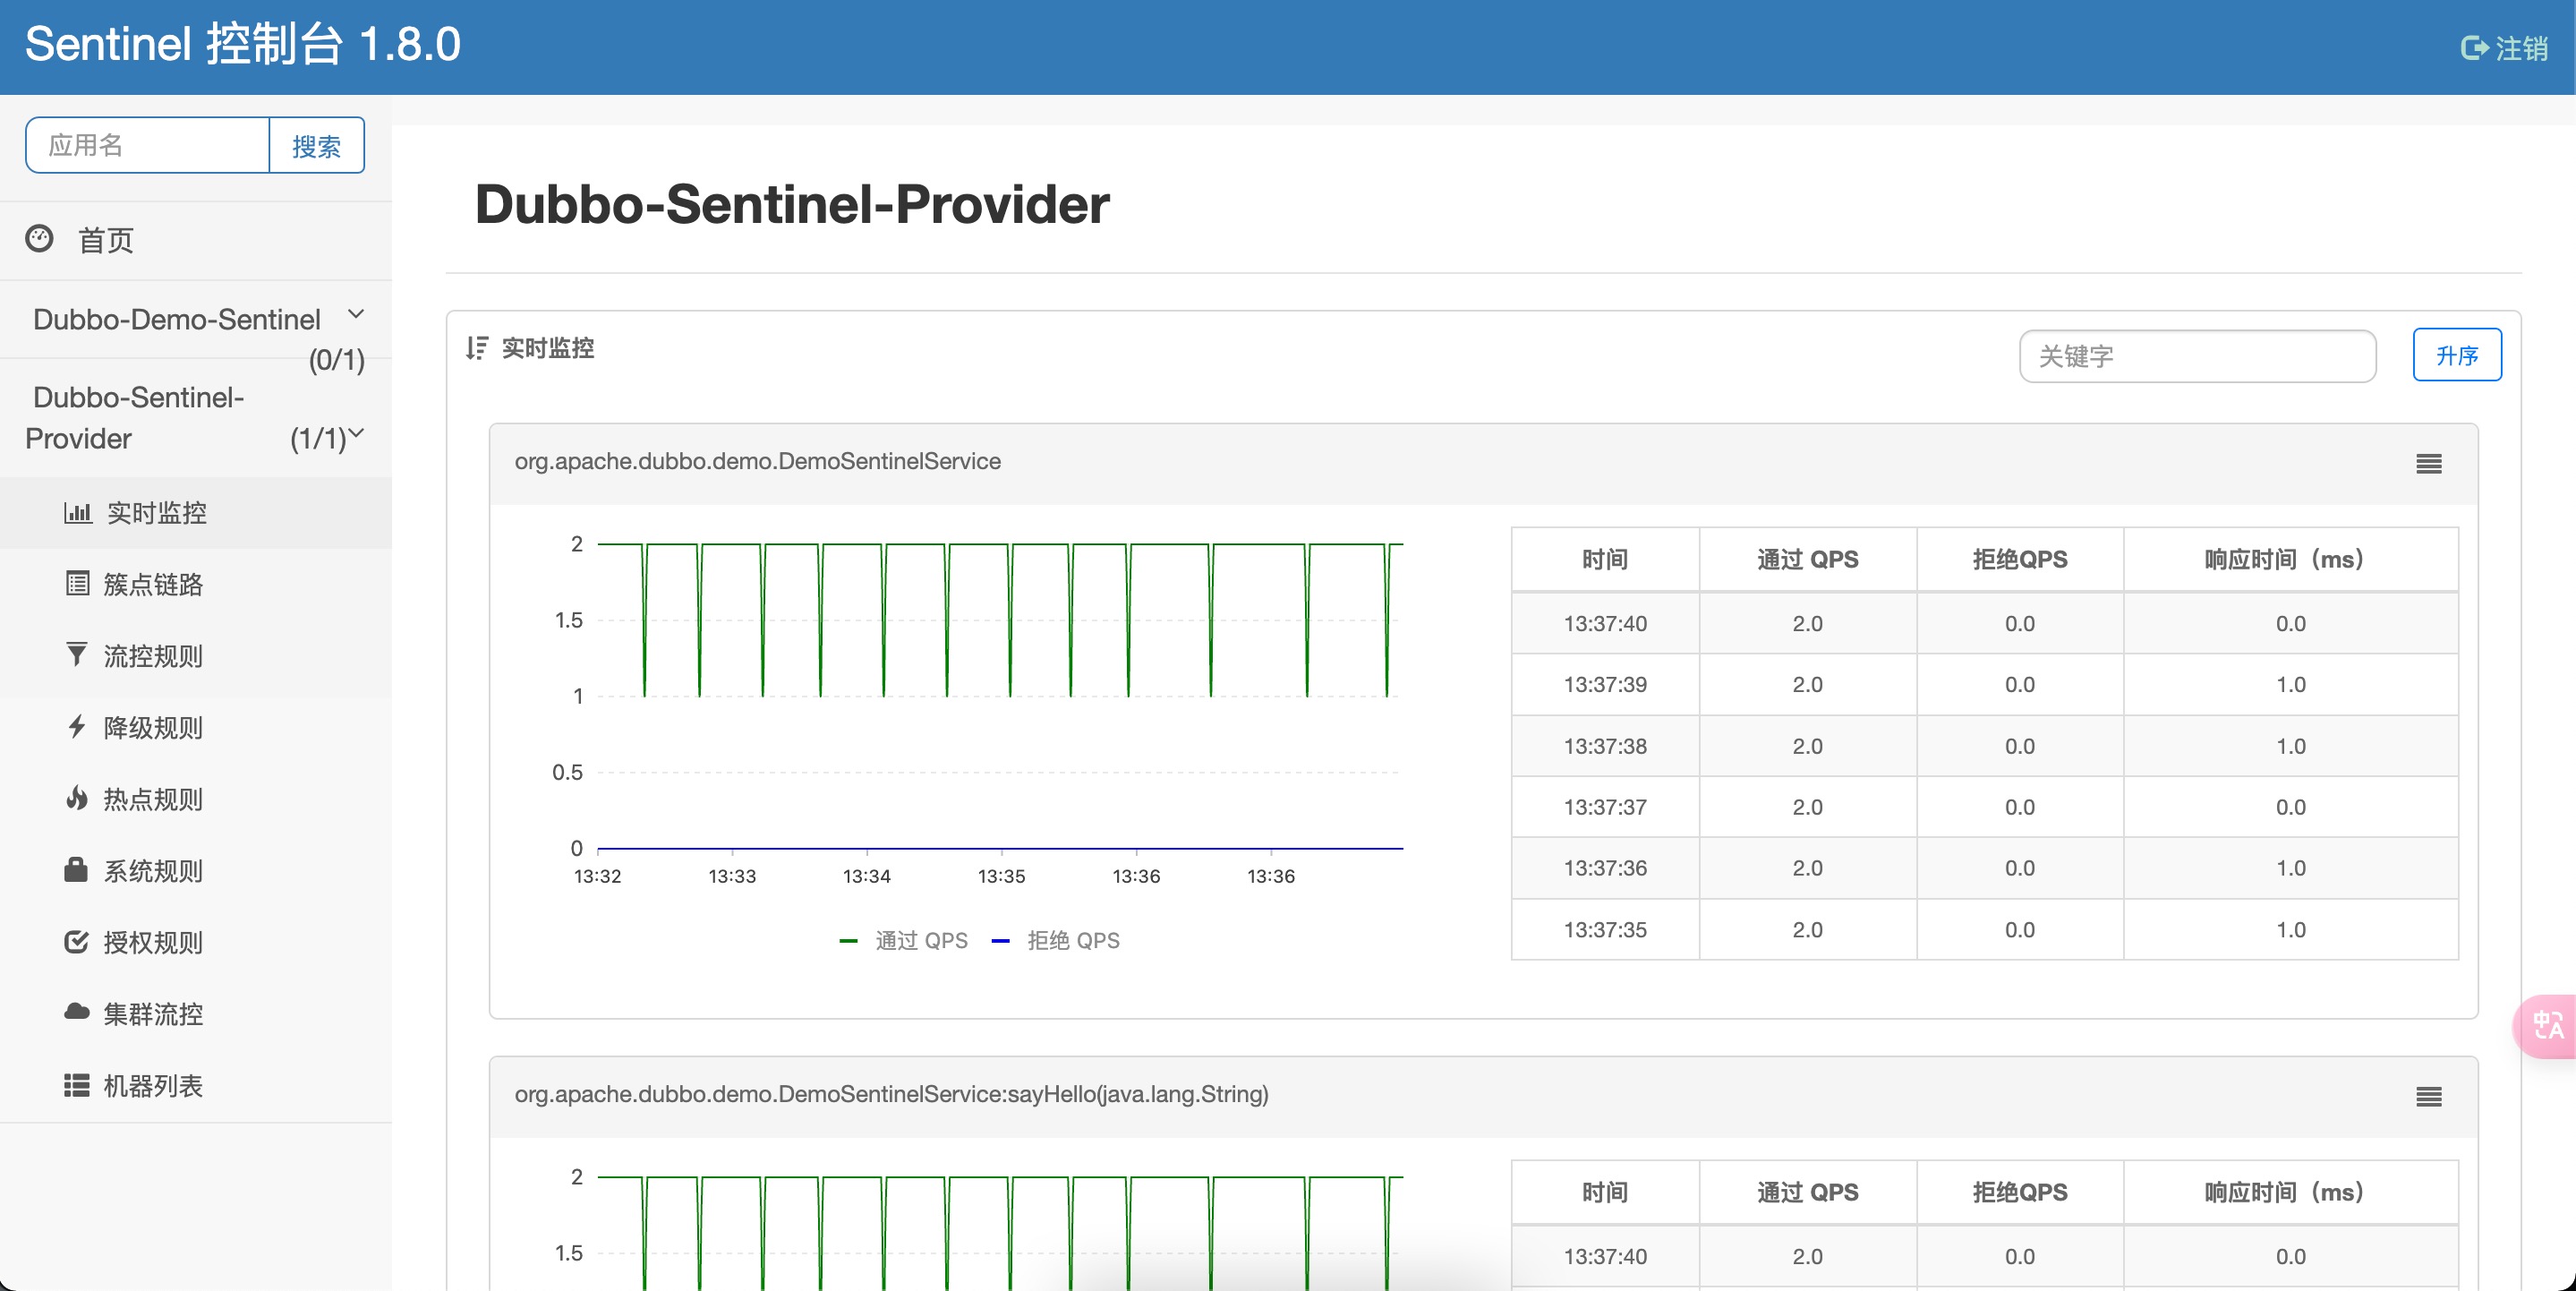 Sentinel 控制台 1.8.0
注销
应用名
搜索
首页
Dubbo-Demo-Sentinel
(0/1)
Dubbo-Sentinel-
Provider (1/1)
实时监控
簇点链路
流控规则
降级规则
热点规则
系统规则
授权规则
集群流控
机器列表
Dubbo-Sentinel-Provider
实时监控
关键字
升序
org.apache.dubbo.demo.DemoSentinelService
2
1.5
1
0.5
0
13:32 13:33 13:34 13:35 13:36 13:36
通过 QPS 拒绝 QPS
时间 通过 QPS 拒绝QPS 响应时间（ms）
13:37:40 2.0 0.0 0.0
13:37:39 2.0 0.0 1.0
13:37:38 2.0 0.0 1.0
13:37:37 2.0 0.0 0.0
13:37:36 2.0 0.0 1.0
13:37:35 2.0 0.0 1.0
中A
org.apache.dubbo.demo.DemoSentinelService:sayHello(java.lang.String)
2
1.5
时间 通过 QPS 拒绝QPS 响应时间（ms）
13:37:40 2.0 0.0 0.0